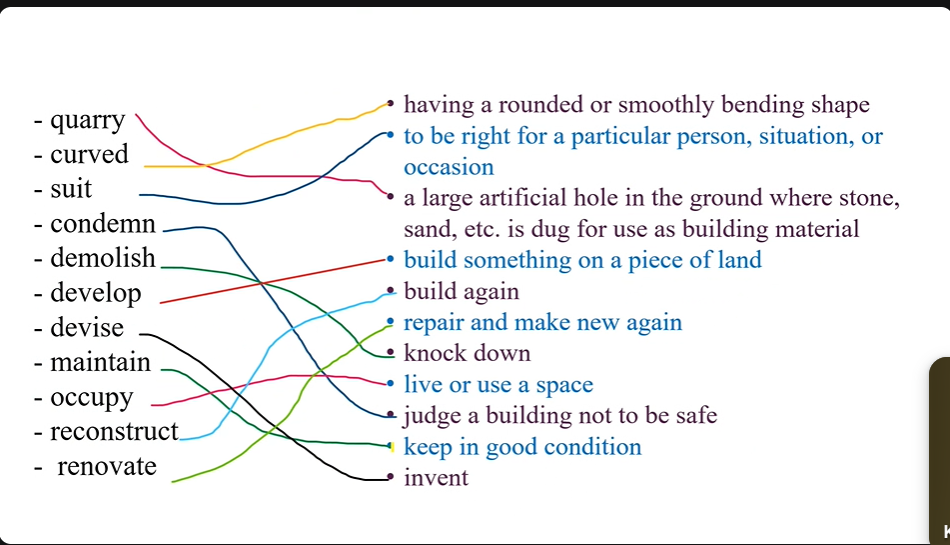 - quarry
- curved
- suit
- condemn
- demolish
- develop
- devise
- maintain
- occupy
- reconstruct
- renovate
• having a rounded or smoothly bending shape
• to be right for a particular person, situation, or
occasion
• a large artificial hole in the ground where stone,
sand, etc. is dug for use as building material
• build something on a piece of land
• build again
• repair and make new again
• knock down
• live or use a space
• judge a building not to be safe
• keep in good condition
• invent